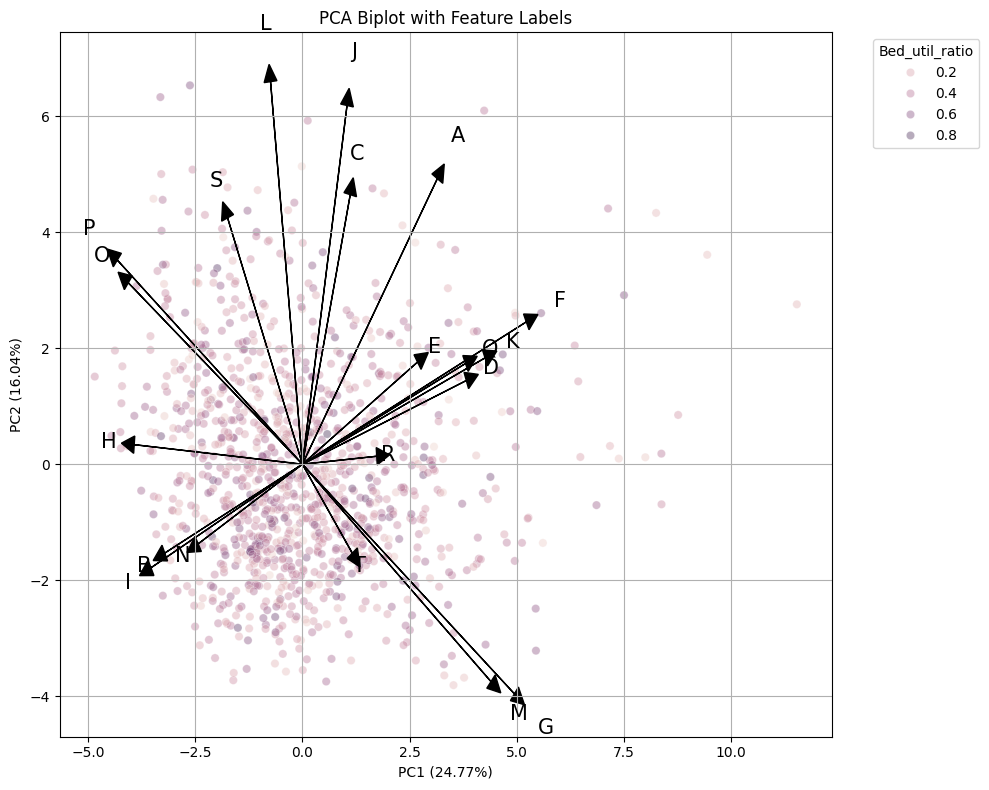 PCA Biplot with Feature Labels
Bed_util_ratio
0.2
0.4
0.6
0.8
L
J
A
C
S
P
O
F
K
Q
E
D
H
R
B
N
I
T
M
G
6
4
2
0
−2
−4
PC2 (16.04%)
−5.0
−2.5
0.0
2.5
5.0
7.5
10.0
PC1 (24.77%)